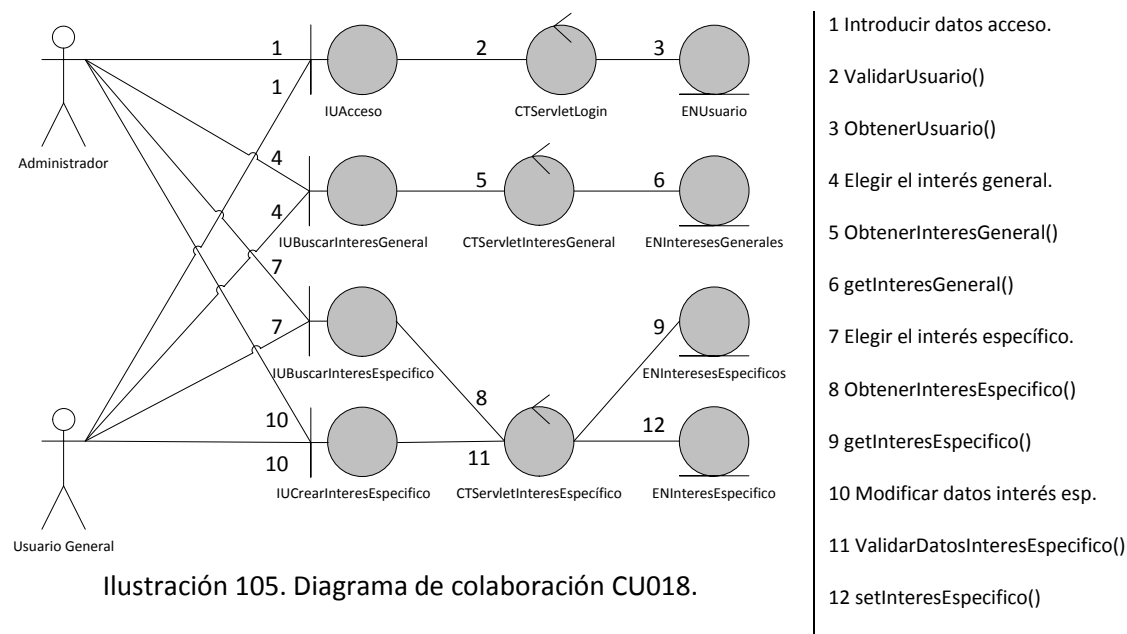 1
2
3
1
IUAcceso
CTServletLogin
ENUsuario
Administrador
4
5
6
4
IUBuscarInteresGeneral
CTServletInteresGeneral
ENInteresesGenerales
7
7
9
IUBuscarInteresEspecifico
ENInteresesEspecificos
8
10
12
10
11
IUCrearInteresEspecifico
CTServletInteresEspecífico
ENInteresEspecifico
Usuario General
Ilustración 105. Diagrama de colaboración CU018.
1 Introducir datos acceso.
2 ValidarUsuario()
3 ObtenerUsuario()
4 Elegir el interés general.
5 ObtenerInteresGeneral()
6 getInteresGeneral()
7 Elegir el interés específico.
8 ObtenerInteresEspecifico()
9 getInteresEspecifico()
10 Modificar datos interés esp.
11 ValidarDatosInteresEspecifico()
12 setInteresEspecifico()